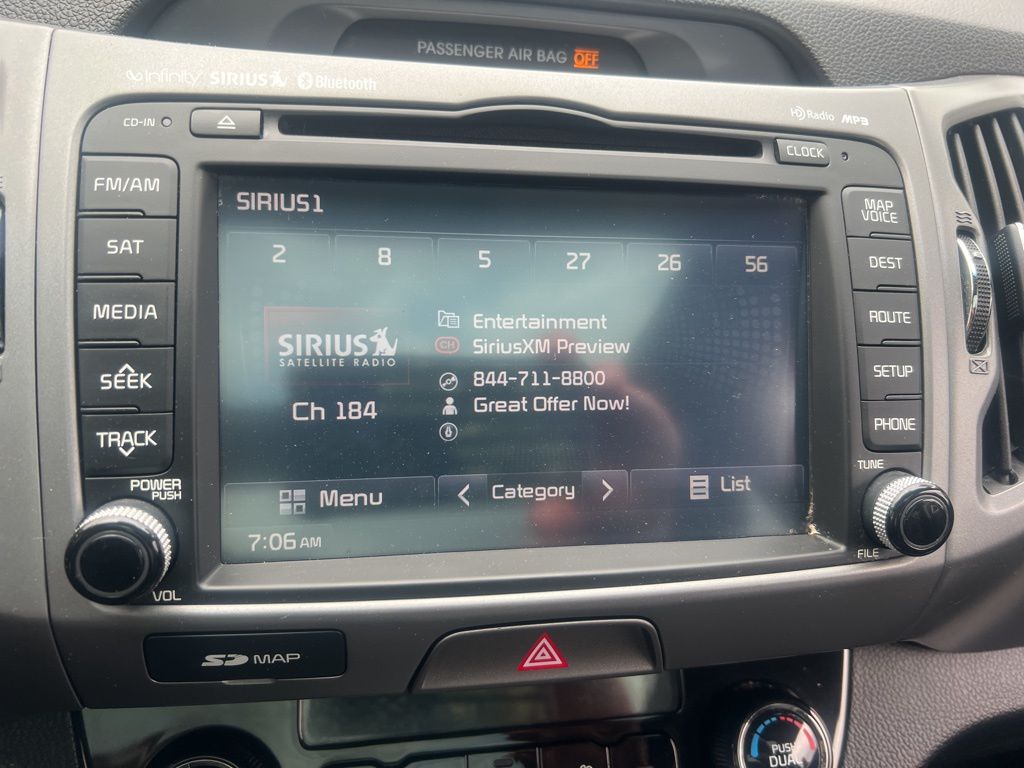 PASSENGER AIR BAG OFF
Infinity SIRIUS Bluetooth
HD Radio MP3
CD-IN
CLOCK
FM/AM
SAT
MEDIA
SEEK
TRACK
POWER
PUSH
VOL
SIRIUS1
2 8 5 27 26 56
SIRIUS
SATELLITE RADIO
Ch 184
Entertainment
CH SiriusXM Preview
844-711-8800
Great Offer Now!
Menu
< Category >
List
7:06 AM
MAP
VOICE
DEST
ROUTE
SETUP
PHONE
TUNE
FILE
SD MAP
PUSH
DUAL